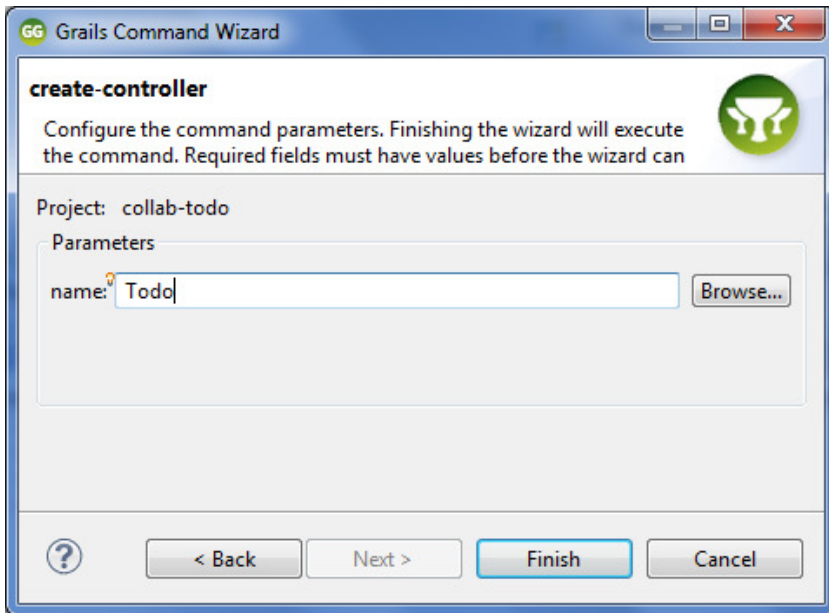 GG Grails Command Wizard
create-controller
Configure the command parameters. Finishing the wizard will execute
the command. Required fields must have values before the wizard can
Project: collab-todo
Parameters
name: Todo Browse...
? < Back Next > Finish Cancel